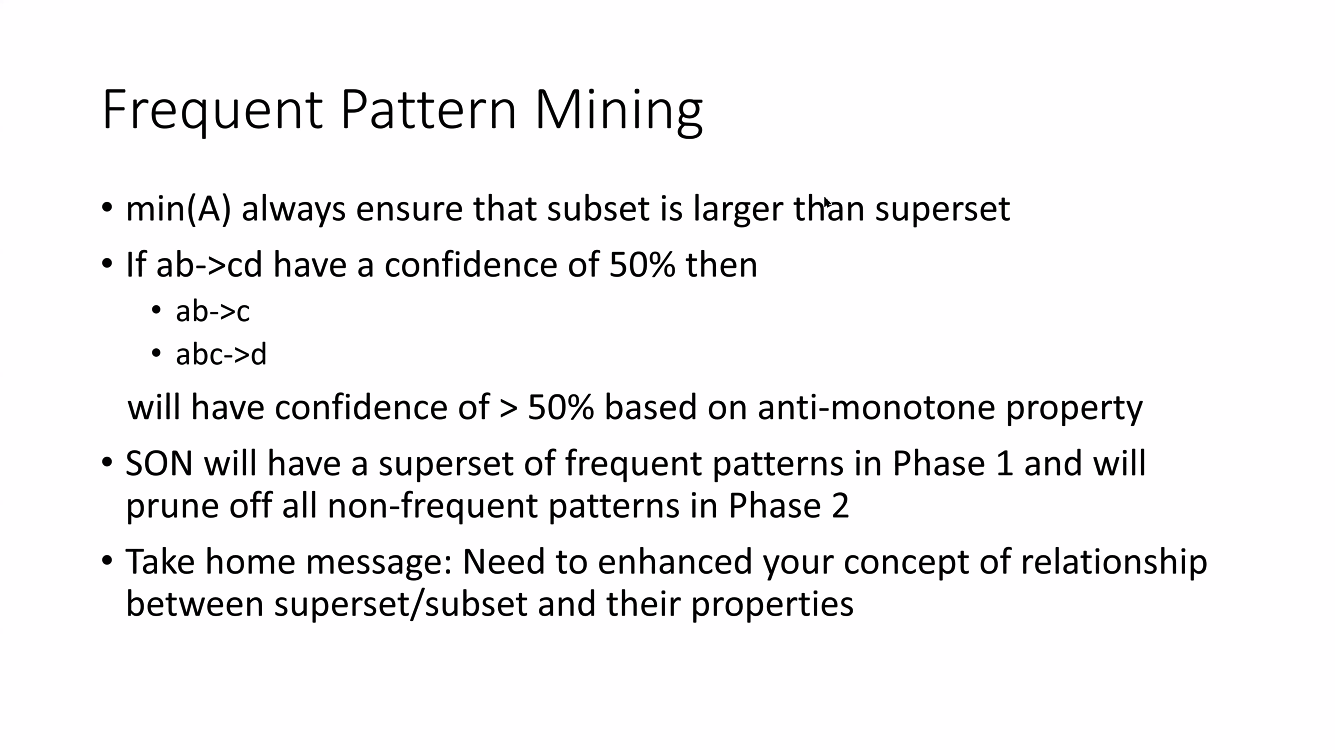 Frequent Pattern Mining
• min(A) always ensure that subset is larger than superset
• If ab->cd have a confidence of 50% then
• ab->c
• abc->d
will have confidence of > 50% based on anti-monotone property
• SON will have a superset of frequent patterns in Phase 1 and will
prune off all non-frequent patterns in Phase 2
• Take home message: Need to enhanced your concept of relationship
between superset/subset and their properties